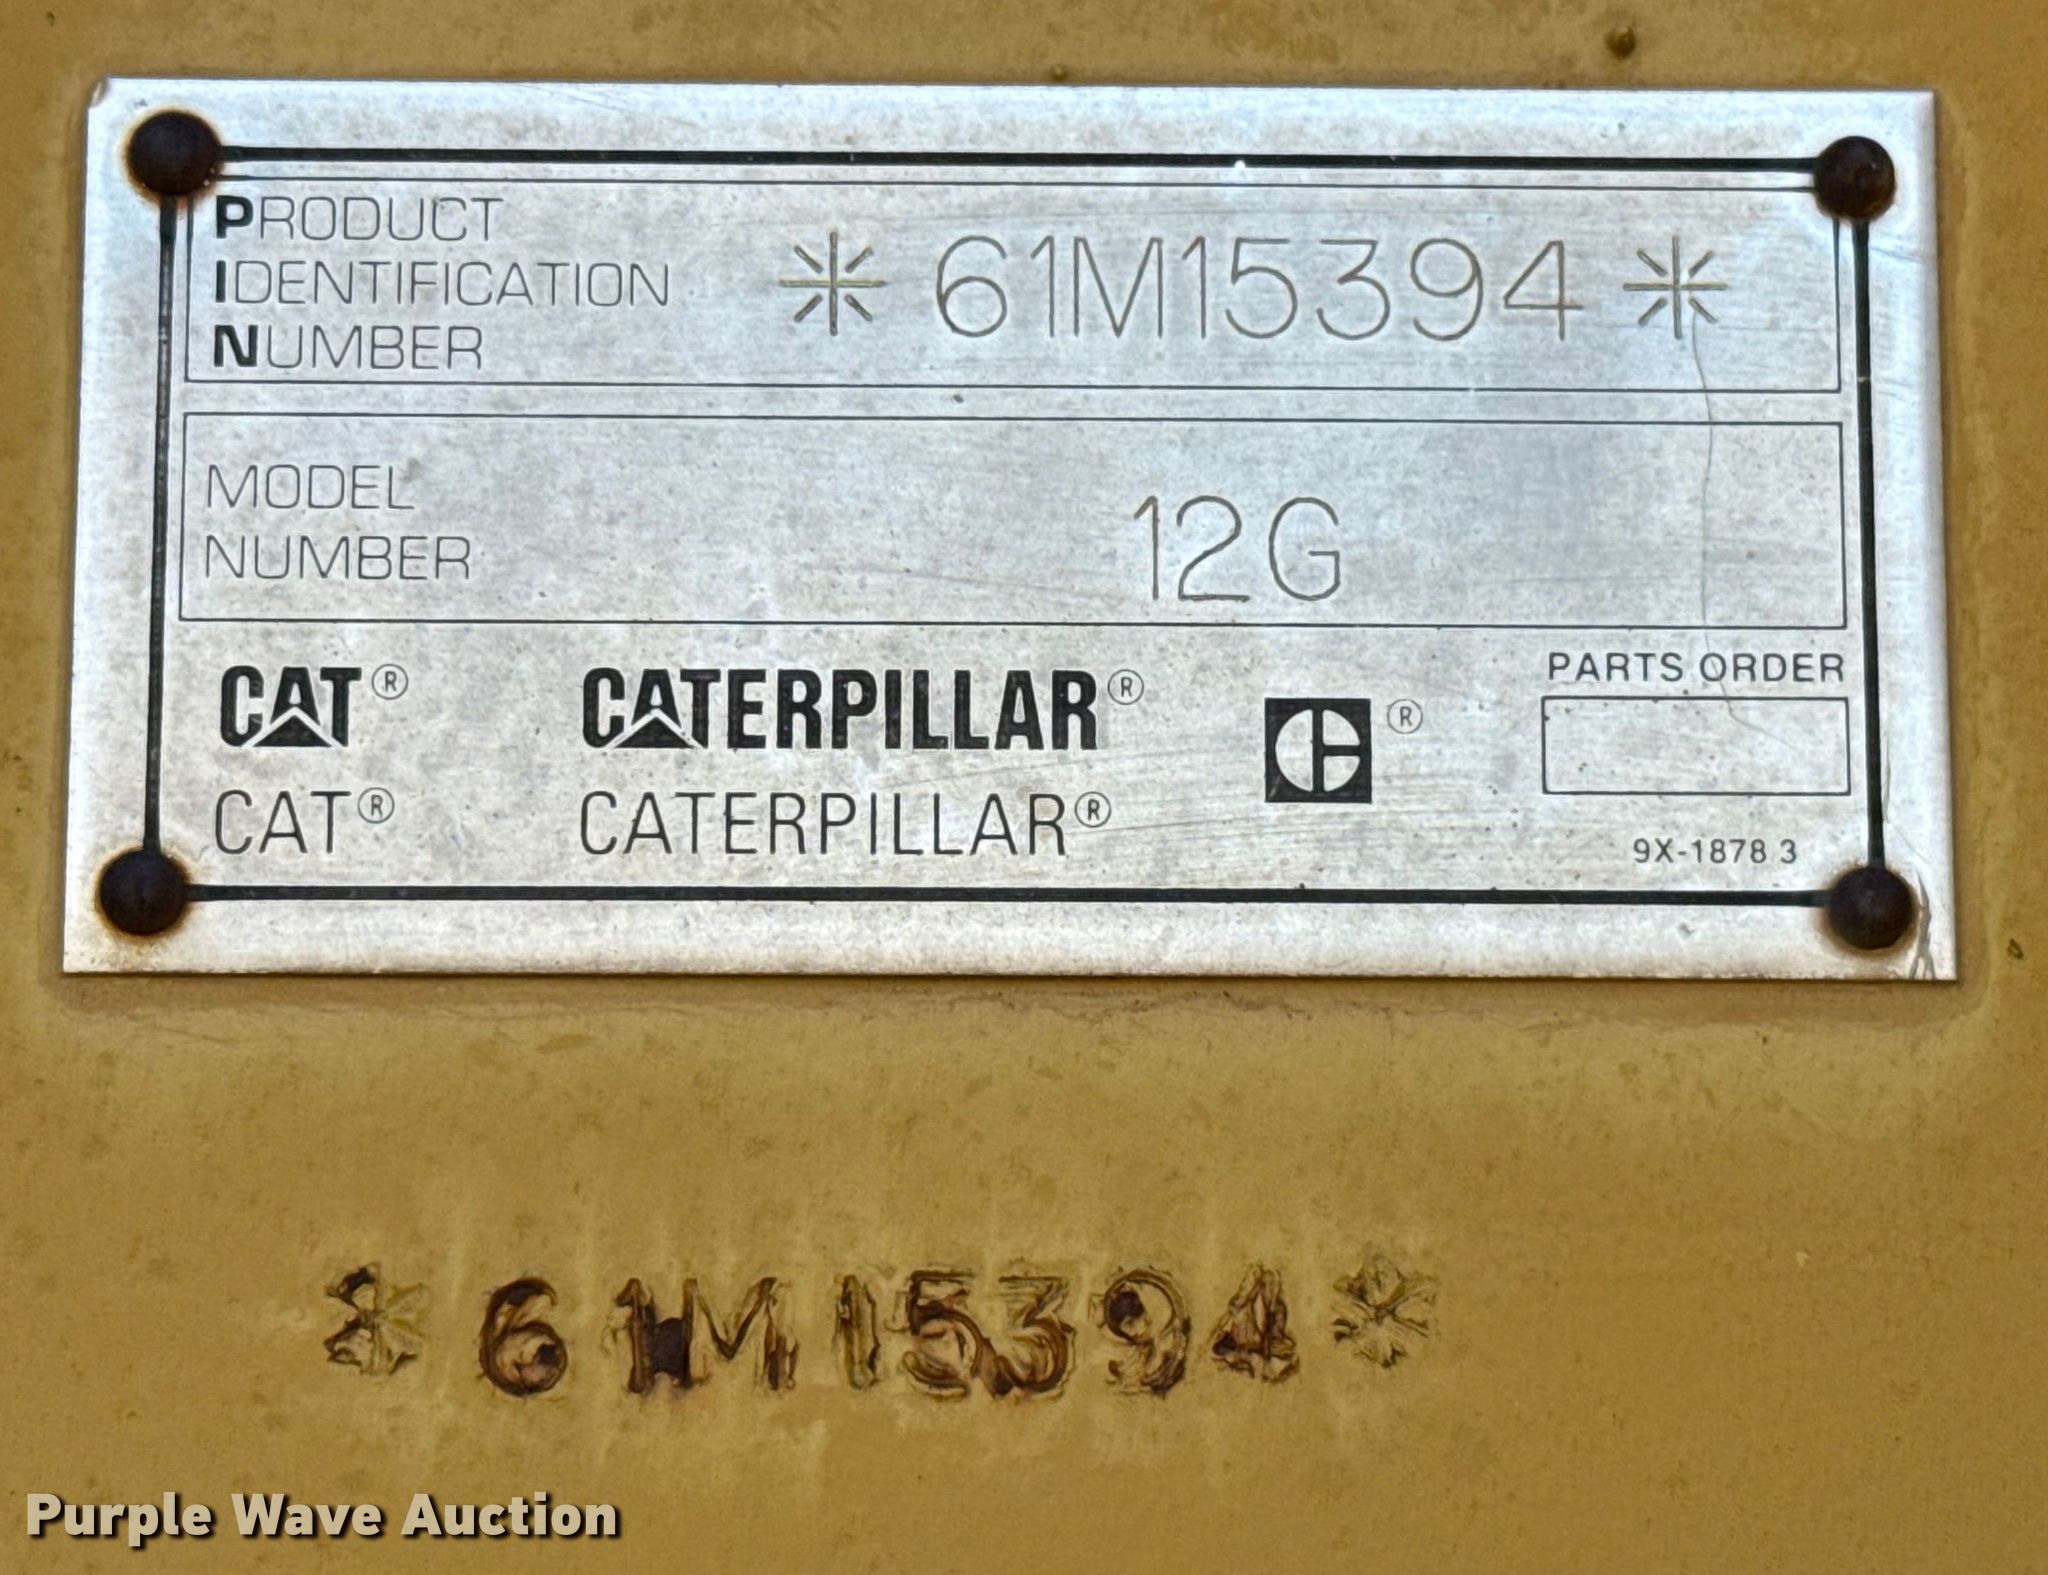 PRODUCT
IDENTIFICATION
NUMBER
*61M15394*
MODEL
NUMBER
12G
CAT® CATERPILLAR® ®
CAT® CATERPILLAR®
PARTS ORDER
9X-1878 3
*61M15394*
Purple Wave Auction